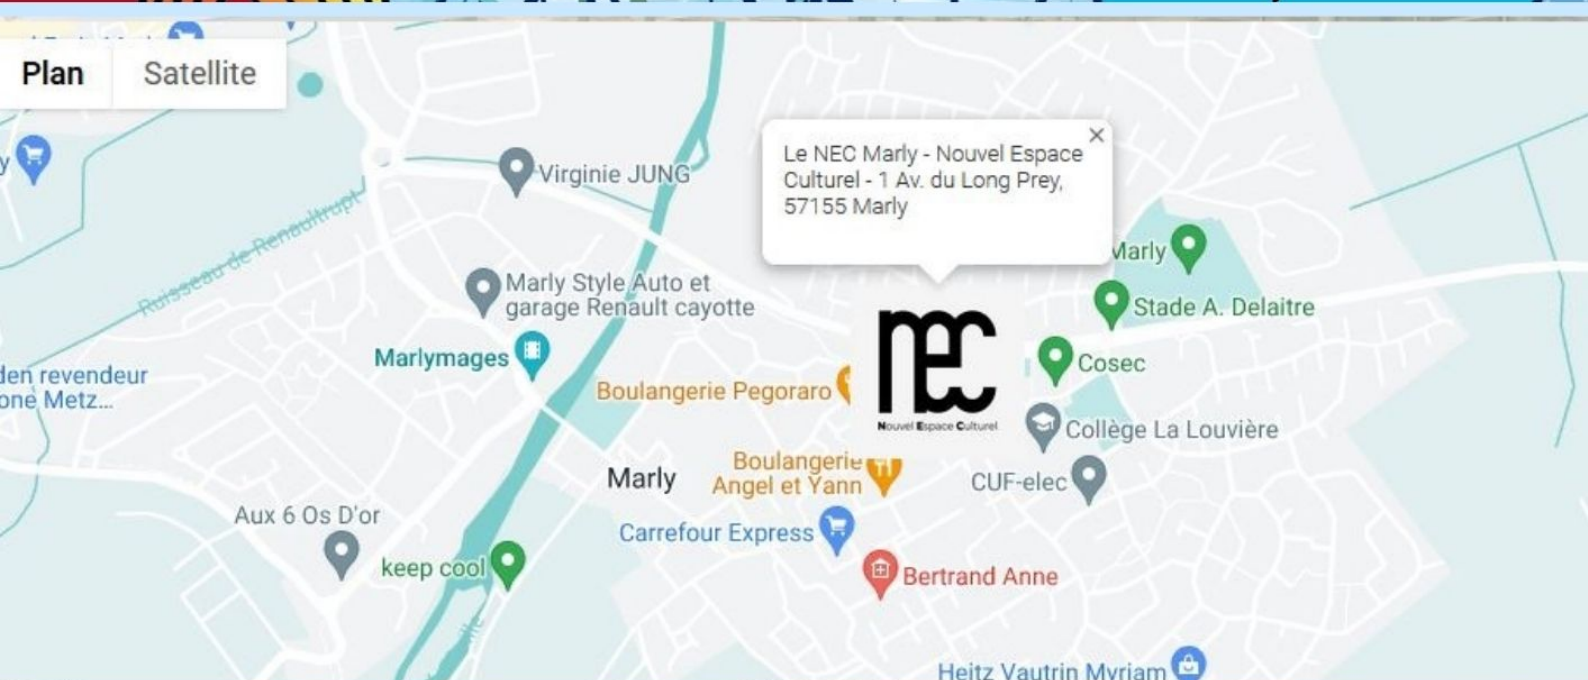 Plan
Satellite
Virginie JUNG
Le NEC Marly - Nouvel Espace
Culturel - 1 Av. du Long Prey,
57155 Marly
Ruisseau de Renaultrupt
Marly
Marly Style Auto et
garage Renault cayotte
Stade A. Delaitre
nec
Nouvel Espace Culturel
Marlymages
Cosec
den revendeur
one Metz...
Boulangerie Pegoraro
Collège La Louvière
Marly
Boulangerie
Angel et Yann
CUF-elec
Aux 6 Os D'or
Carrefour Express
keep cool
Bertrand Anne
Heitz Vautrin Myriam